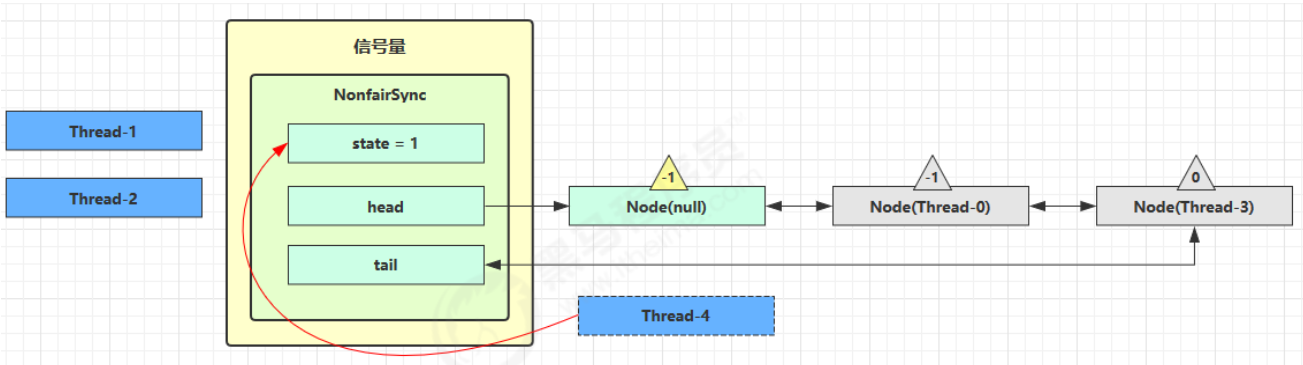 信号量
NonfairSync
Thread-1
state = 1
-1
-1
0
Thread-2
head
Node(null)
Node(Thread-0)
Node(Thread-3)
tail
Thread-4